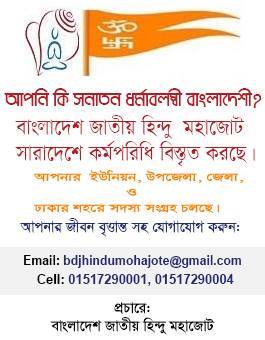 ॐ
আপনি কি সনাতন ধর্মাবলম্বী বাংলাদেশী?
বাংলাদেশ জাতীয় হিন্দু মহাজোট
সারাদেশে কর্মপরিধি বিস্তৃত করছে।
আপনার ইউনিয়ন, উপজেলা, জেলা,
ও
ঢাকার শহরে সদস্য সংগ্রহ চলছে।
আপনার জীবন বৃত্তান্ত সহ যোগাযোগ করুন:
Email: bdjhindumohajote@gmail.com
Cell: 01517290001, 01517290004
প্রচারে:
বাংলাদেশ জাতীয় হিন্দু মহাজোট